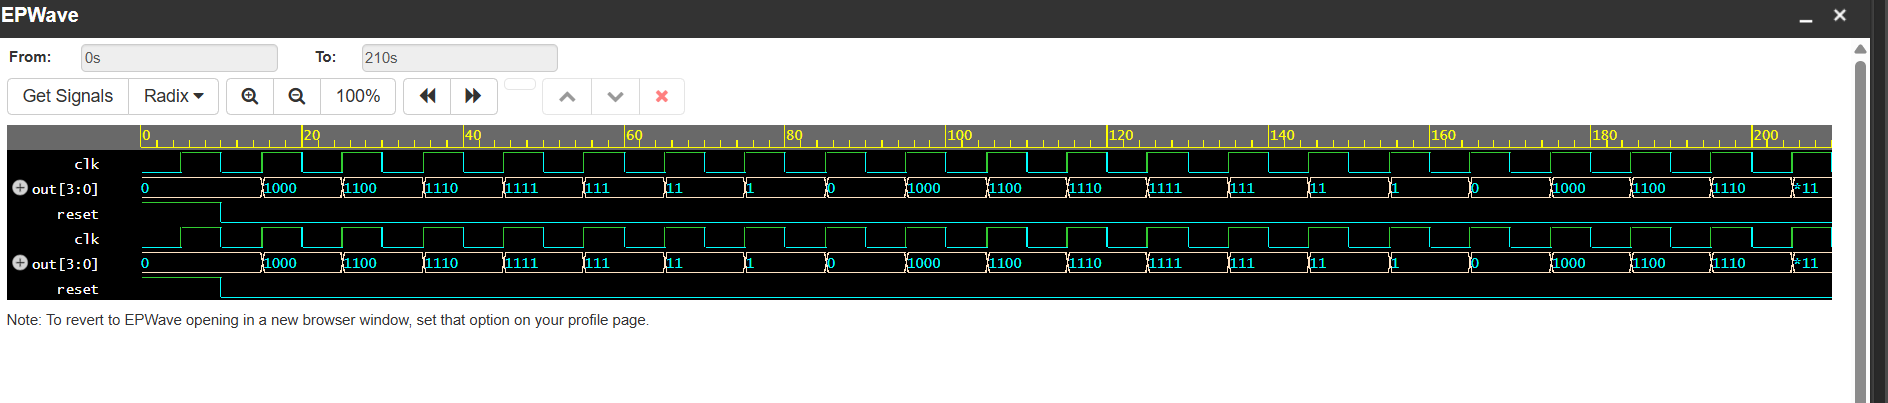 EPWave
From: 0s To: 210s
Get Signals Radix 100%
0 20 40 60 80 100 120 140 160 180 200
clk
out[3:0] 0 1000 1100 1110 1111 111 11 1 0 1000 1100 1110 1111 111 11 1 0 1000 1100 1110 *11
reset
clk
out[3:0] 0 1000 1100 1110 1111 111 11 1 0 1000 1100 1110 1111 111 11 1 0 1000 1100 1110 *11
reset
Note: To revert to EPWave opening in a new browser window, set that option on your profile page.